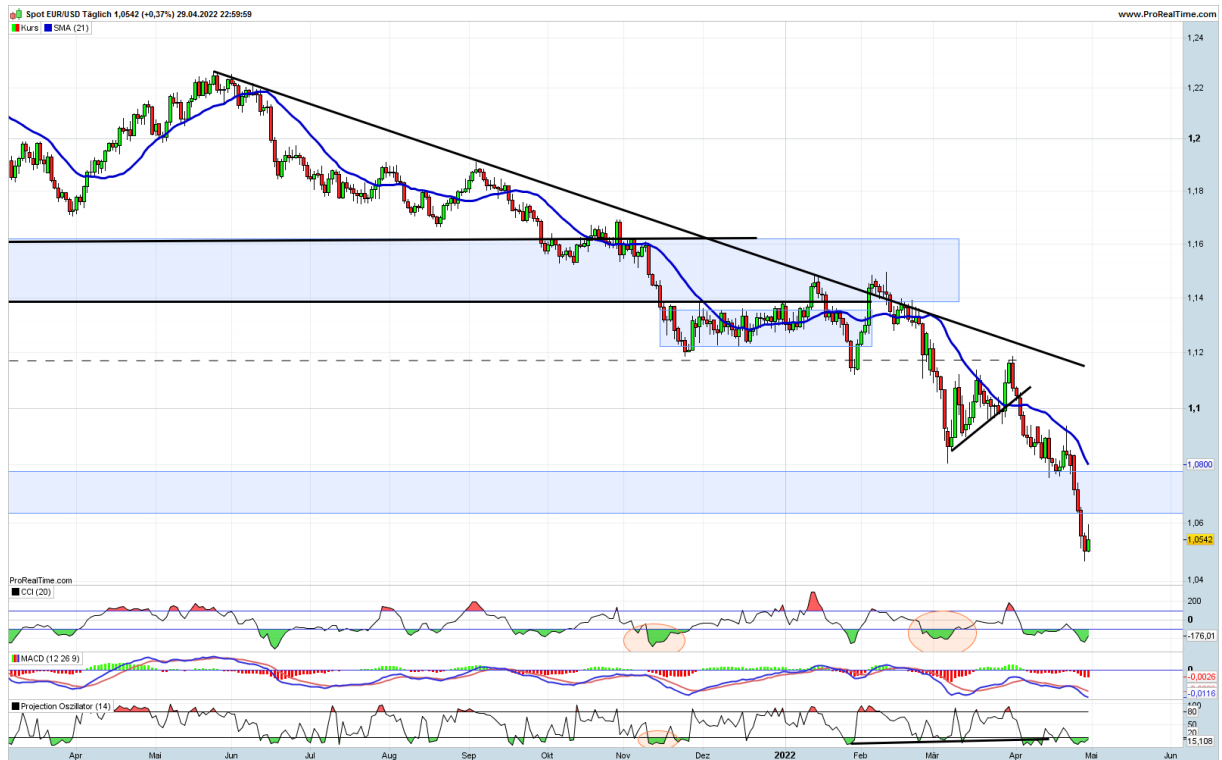 Spot EUR/USD Täglich 1,0542 (+0,37%) 29.04.2022 22:59:59
www.ProRealTime.com
Kurs SMA (21)
1,24
1,22
1,2
1,18
1,16
1,14
1,12
1,1
1,0800
1,06
1,0542
1,04
ProRealTime.com
CCI (20)
200
0
-176,01
MACD (12 26 9)
0
-0,0026
-0,0116
Projection Oszillator (14)
100
80
50
20
15,108
Apr Mai Jun Jul Aug Sep Okt Nov Dez 2022 Feb Mär Apr Mai Jun